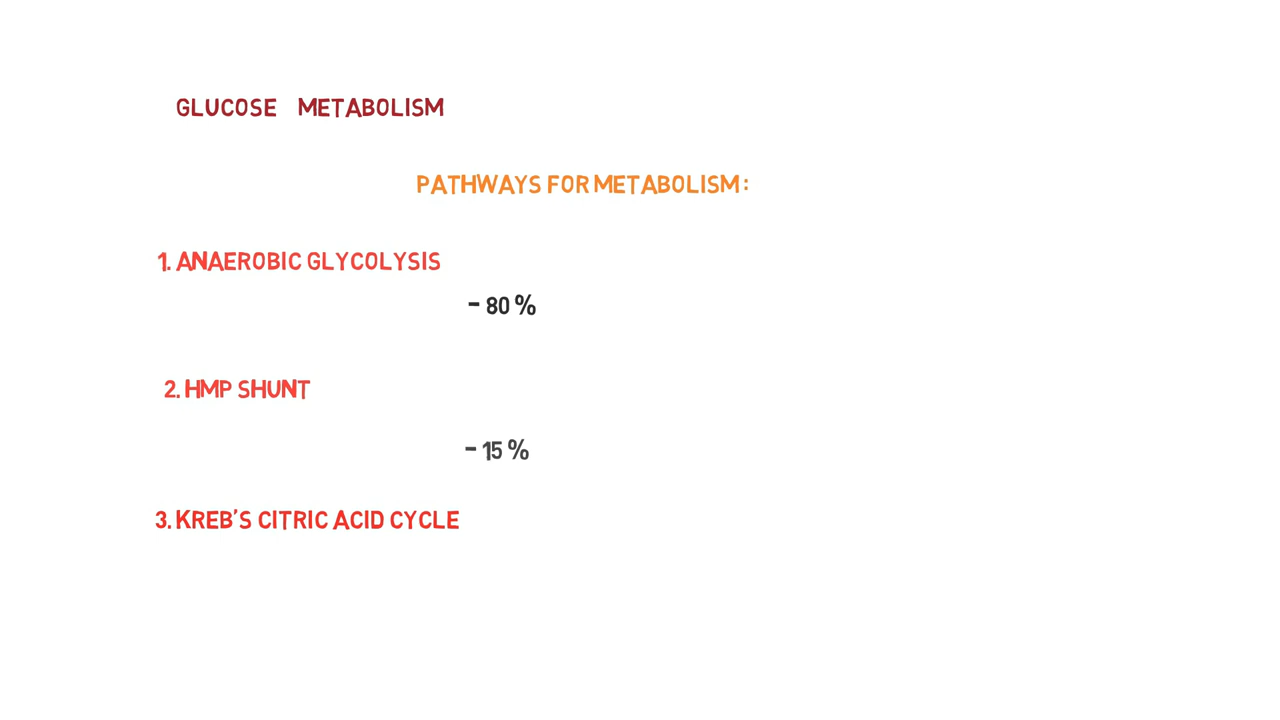 GLUCOSE METABOLISM
PATHWAYS FOR METABOLISM:
1. ANAEROBIC GLYCOLYSIS
- 80 %
2. HMP SHUNT
- 15 %
3. KREB'S CITRIC ACID CYCLE